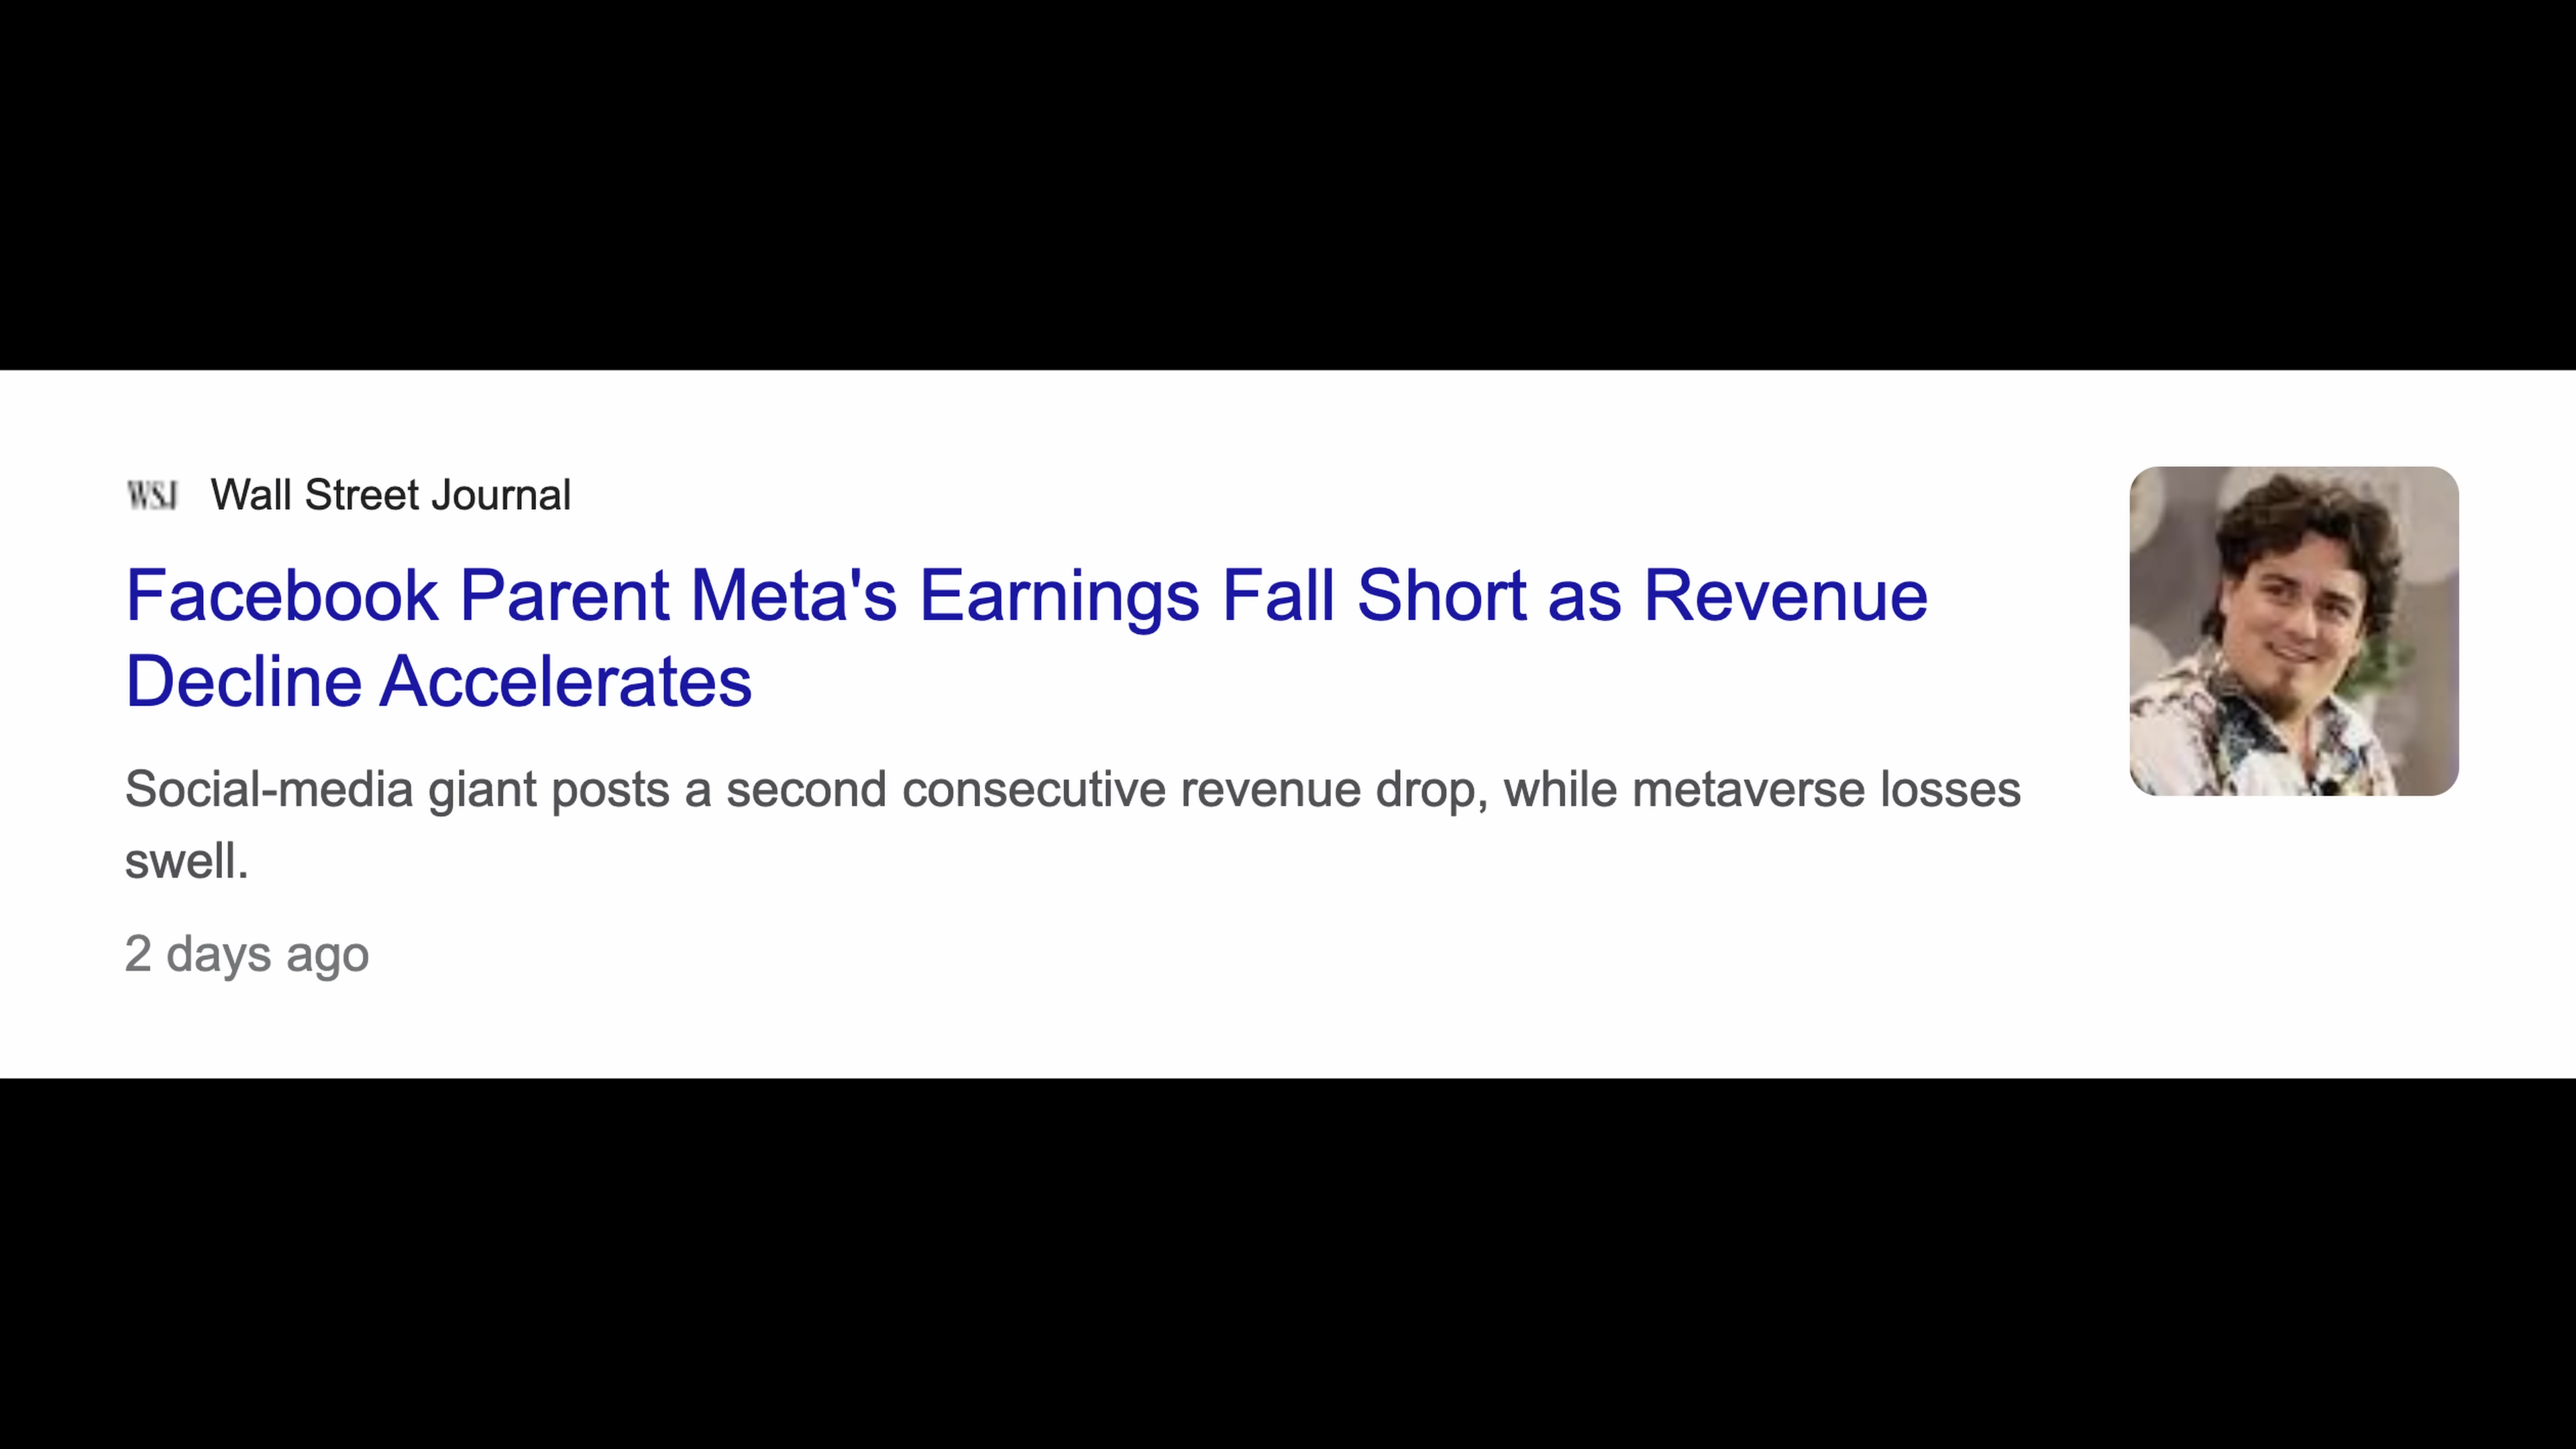 WSJ Wall Street Journal
Facebook Parent Meta's Earnings Fall Short as Revenue
Decline Accelerates
Social-media giant posts a second consecutive revenue drop, while metaverse losses
swell.
2 days ago